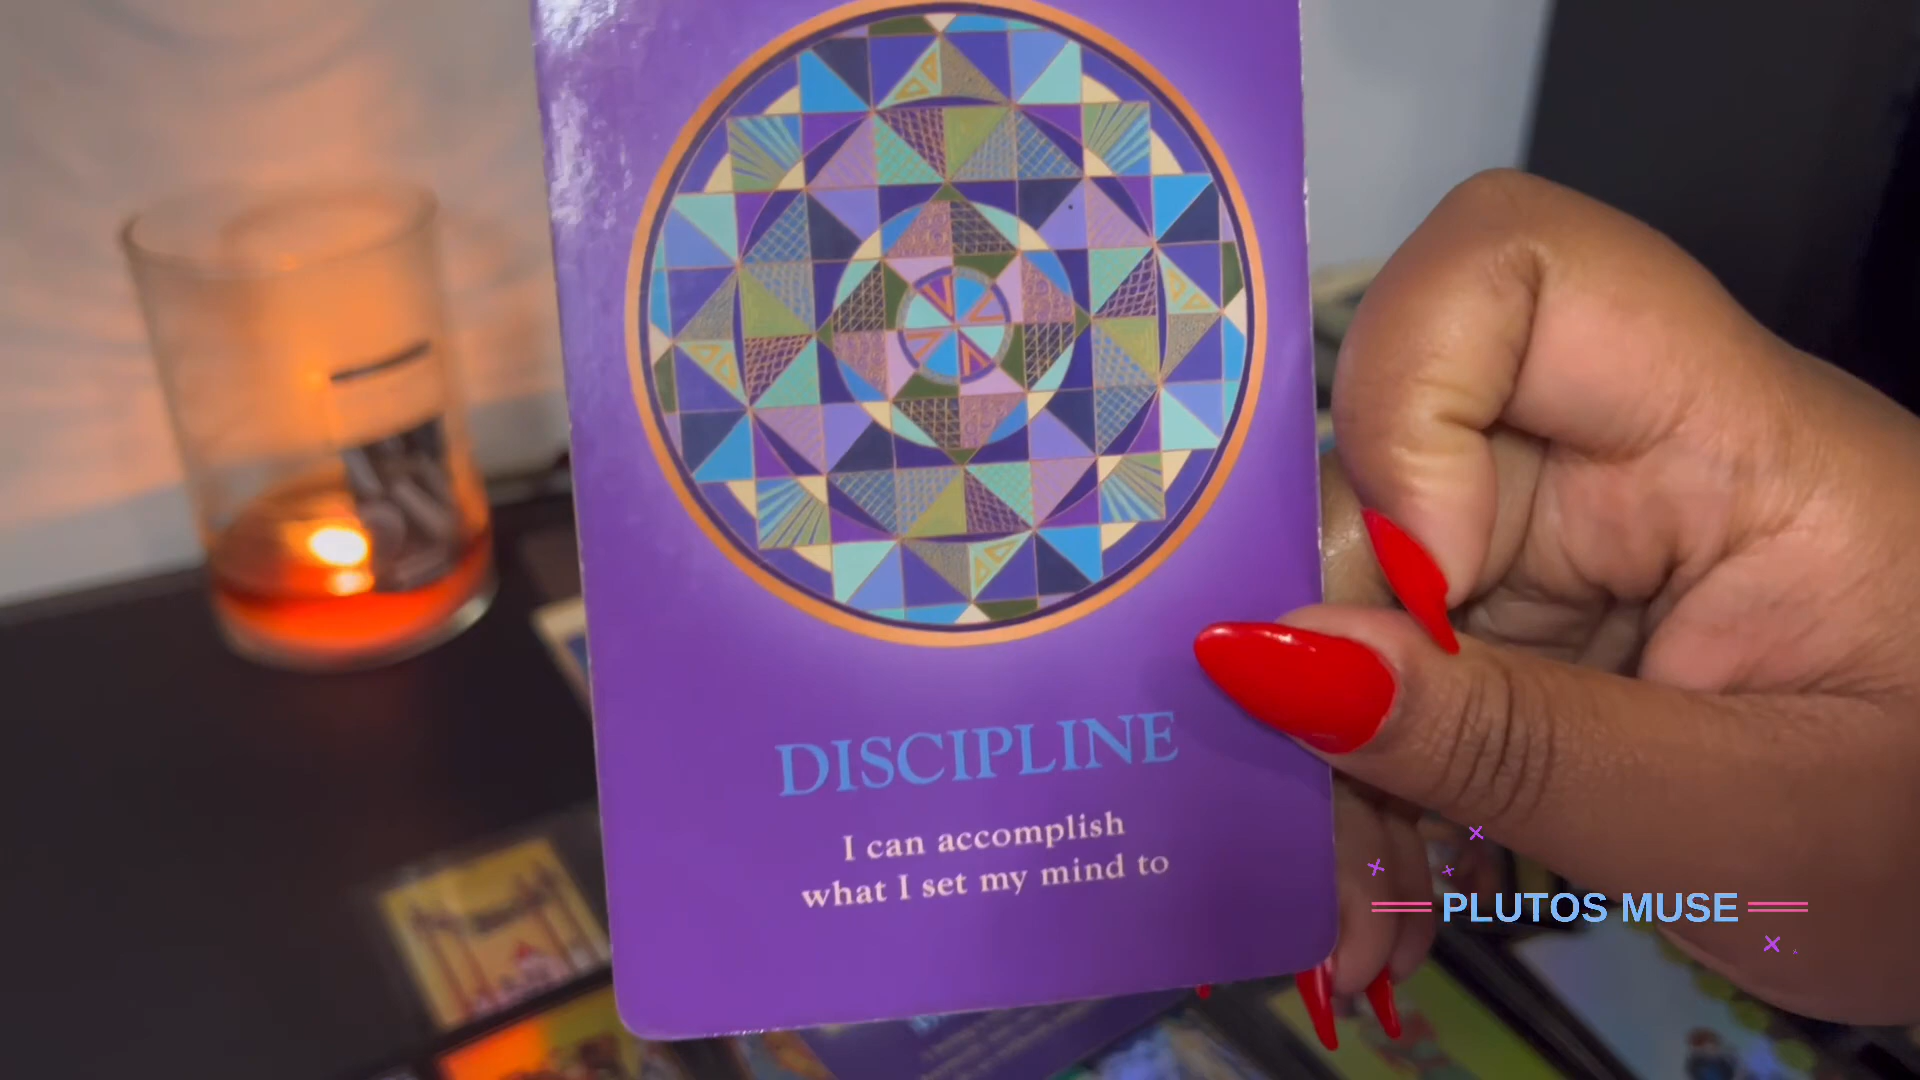 DISCIPLINE
I can accomplish
what I set my mind to
PLUTOS MUSE